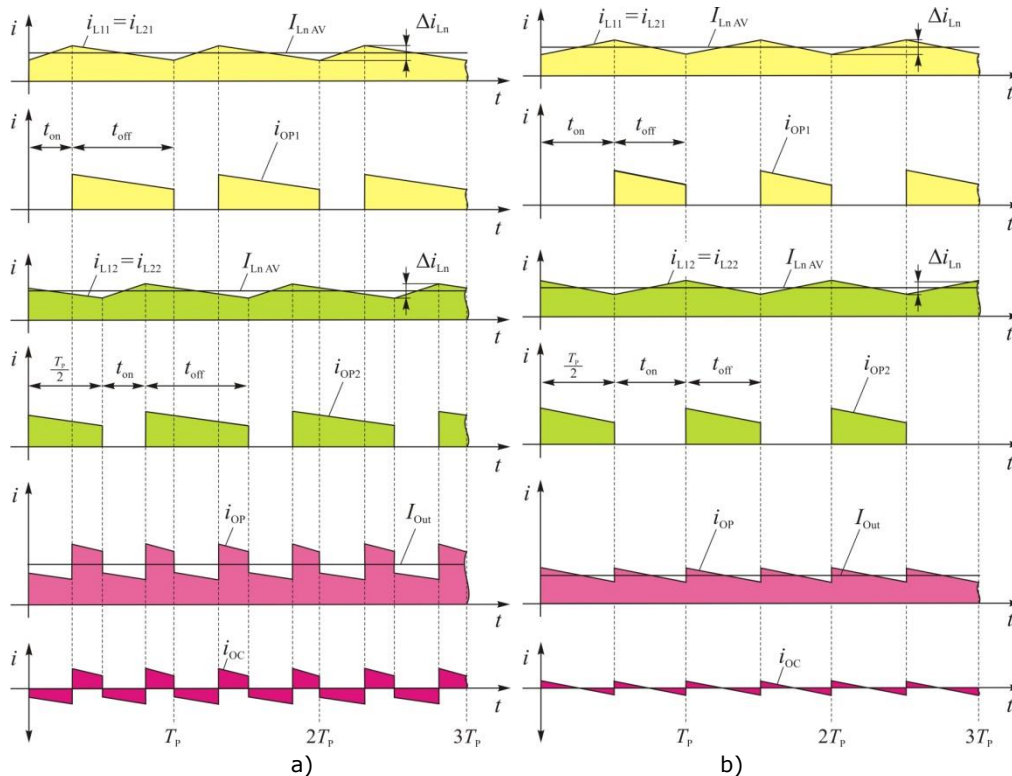 i i_L11 = i_L21 I_Ln AV Δi_Ln t
i t_on t_off i_OP1 t
i i_L12 = i_L22 I_Ln AV Δi_Ln t
i T_P/2 t_on t_off i_OP2 t
i i_OP I_Out t
i i_OC t
T_P 2T_P 3T_P
a)
i i_L11 = i_L21 I_Ln AV Δi_Ln t
i t_on t_off i_OP1 t
i i_L12 = i_L22 I_Ln AV Δi_Ln t
i T_P/2 t_on t_off i_OP2 t
i i_OP I_Out t
i i_OC t
T_P 2T_P 3T_P
b)